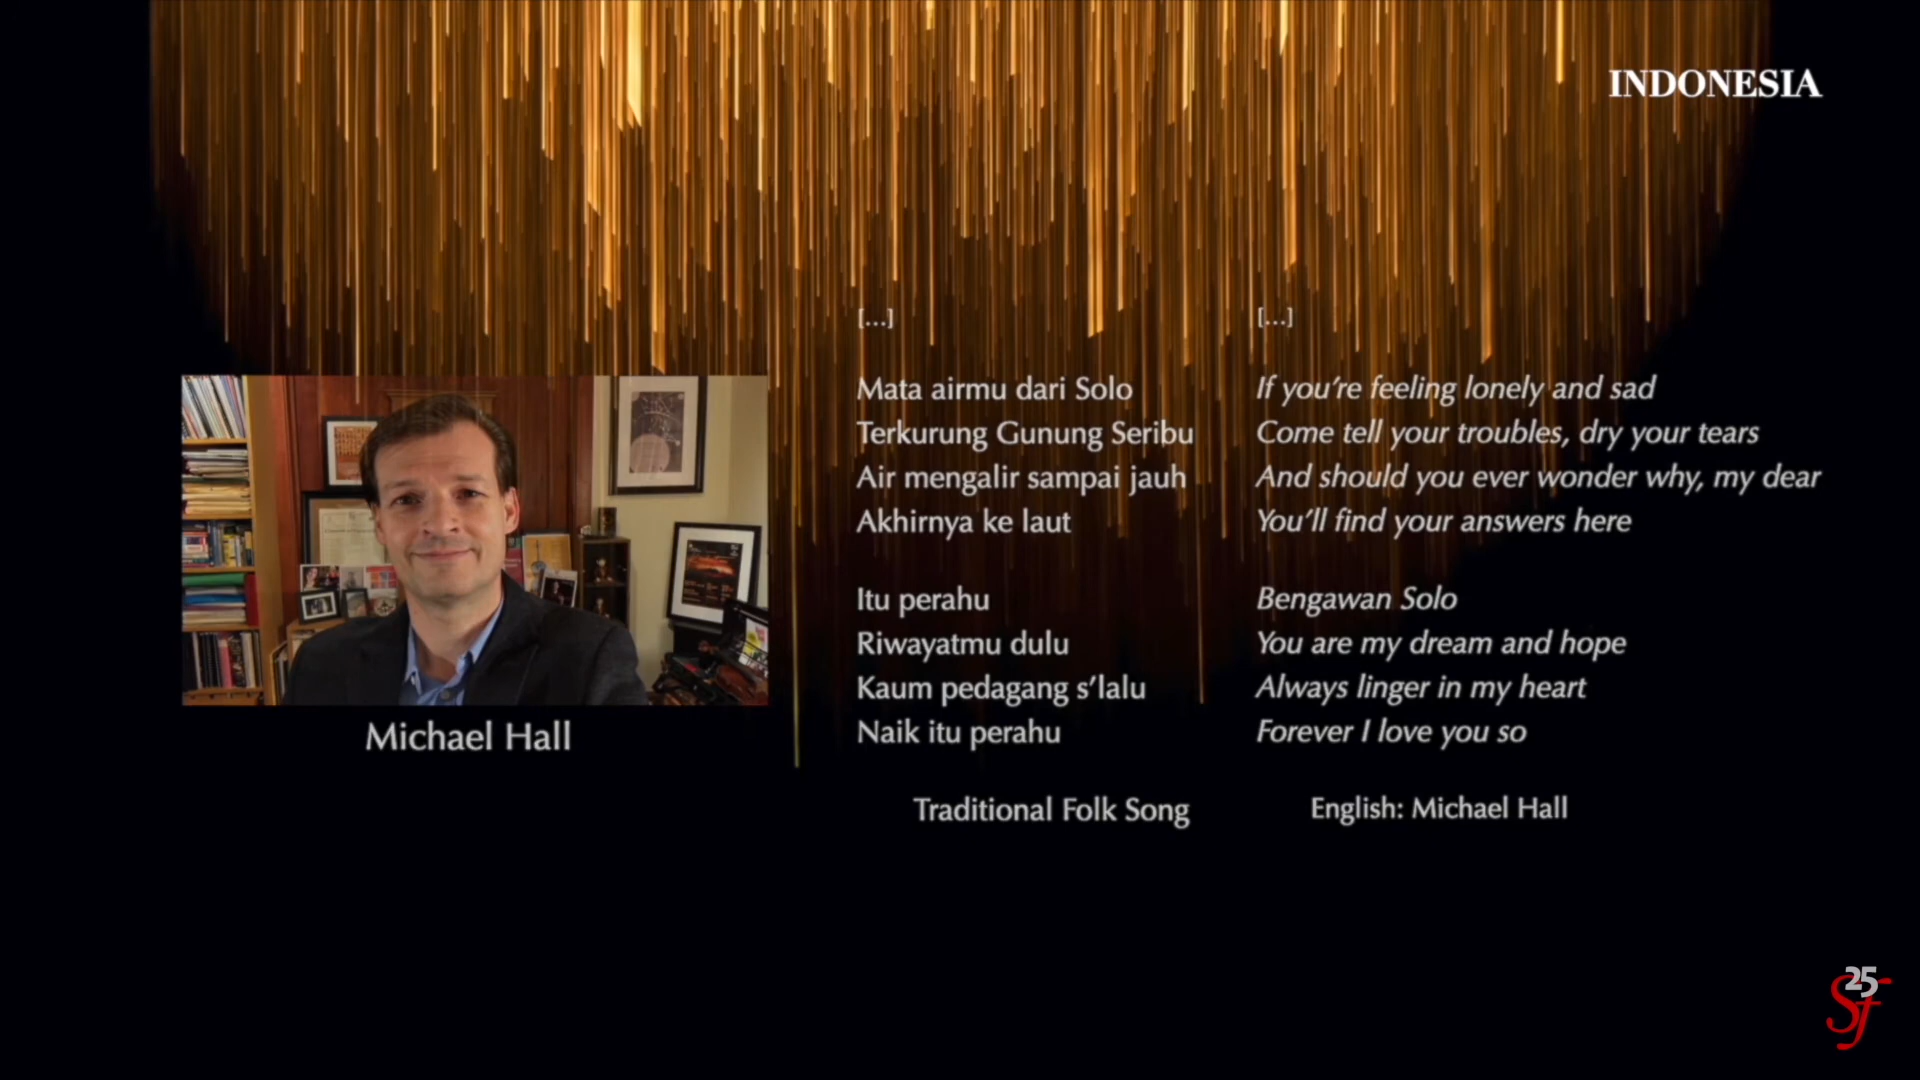 INDONESIA
Michael Hall
[...]
Mata airmu dari Solo
Terkurung Gunung Seribu
Air mengalir sampai jauh
Akhirnya ke laut
Itu perahu
Riwayatmu dulu
Kaum pedagang s’lalu
Naik itu perahu
Traditional Folk Song
[...]
If you’re feeling lonely and sad
Come tell your troubles, dry your tears
And should you ever wonder why, my dear
You’ll find your answers here
Bengawan Solo
You are my dream and hope
Always linger in my heart
Forever I love you so
English: Michael Hall
25
Sf